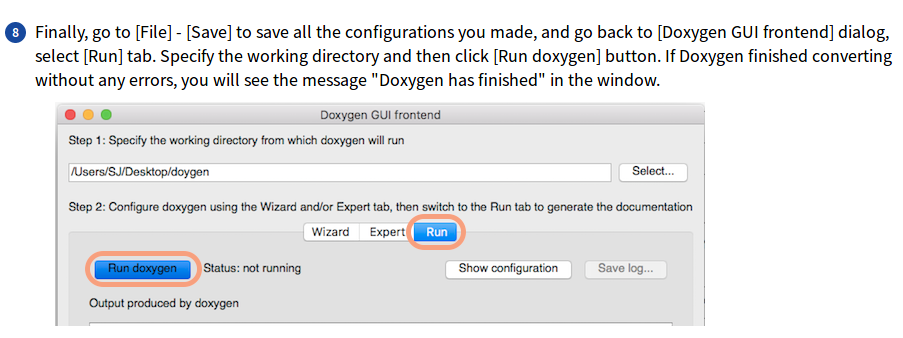 8 Finally, go to [File] - [Save] to save all the configurations you made, and go back to [Doxygen GUI frontend] dialog,
select [Run] tab. Specify the working directory and then click [Run doxygen] button. If Doxygen finished converting
without any errors, you will see the message "Doxygen has finished" in the window.
Doxygen GUI frontend
Step 1: Specify the working directory from which doxygen will run
/Users/SJ/Desktop/doygen Select...
Step 2: Configure doxygen using the Wizard and/or Expert tab, then switch to the Run tab to generate the documentation
Wizard Expert Run
Run doxygen Status: not running Show configuration Save log...
Output produced by doxygen